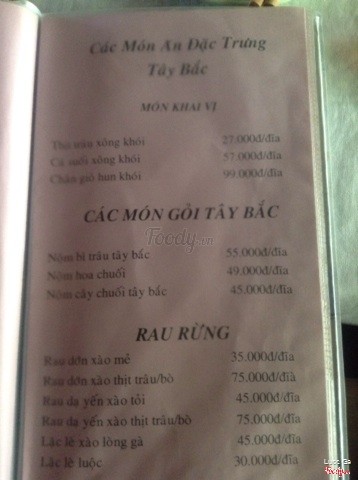 Các Món Ăn Đặc Trưng
Tây Bắc
MÓN KHAI VỊ
Thịt trâu xông khói 27.000đ/đĩa
Cá suối xông khói 57.000đ/đĩa
Chân giò hun khói 99.000đ/đĩa
CÁC MÓN GỎI TÂY BẮC
Foody.vn
Nộm bì trâu tây bắc 55.000đ/đĩa
Nộm hoa chuối 49.000đ/đĩa
Nộm cây chuối tây bắc 45.000đ/đĩa
RAU RỪNG
Rau dớn xào mẻ 35.000đ/đĩa
Rau dớn xào thịt trâu/bò 75.000đ/đĩa
Rau dạ yến xào tỏi 45.000đ/đĩa
Rau dạ yến xào thịt trâu/bò 75.000đ/đĩa
Lặc lè xào lòng gà 45.000đ/đĩa
Lặc lè luộc 30.000đ/đĩa